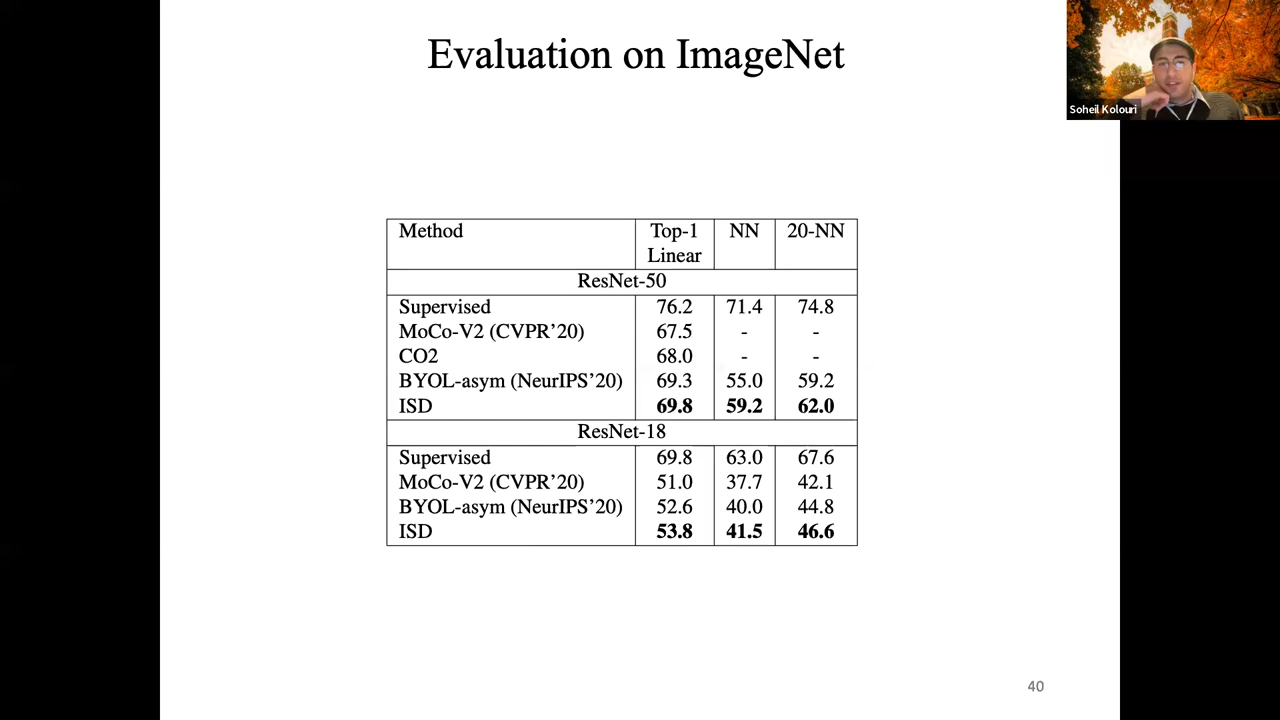 Evaluation on ImageNet
Soheil Kolouri
Method Top-1 NN 20-NN
Linear
ResNet-50
Supervised 76.2 71.4 74.8
MoCo-V2 (CVPR’20) 67.5 - -
CO2 68.0 - -
BYOL-asym (NeurIPS’20) 69.3 55.0 59.2
ISD 69.8 59.2 62.0
ResNet-18
Supervised 69.8 63.0 67.6
MoCo-V2 (CVPR’20) 51.0 37.7 42.1
BYOL-asym (NeurIPS’20) 52.6 40.0 44.8
ISD 53.8 41.5 46.6
40